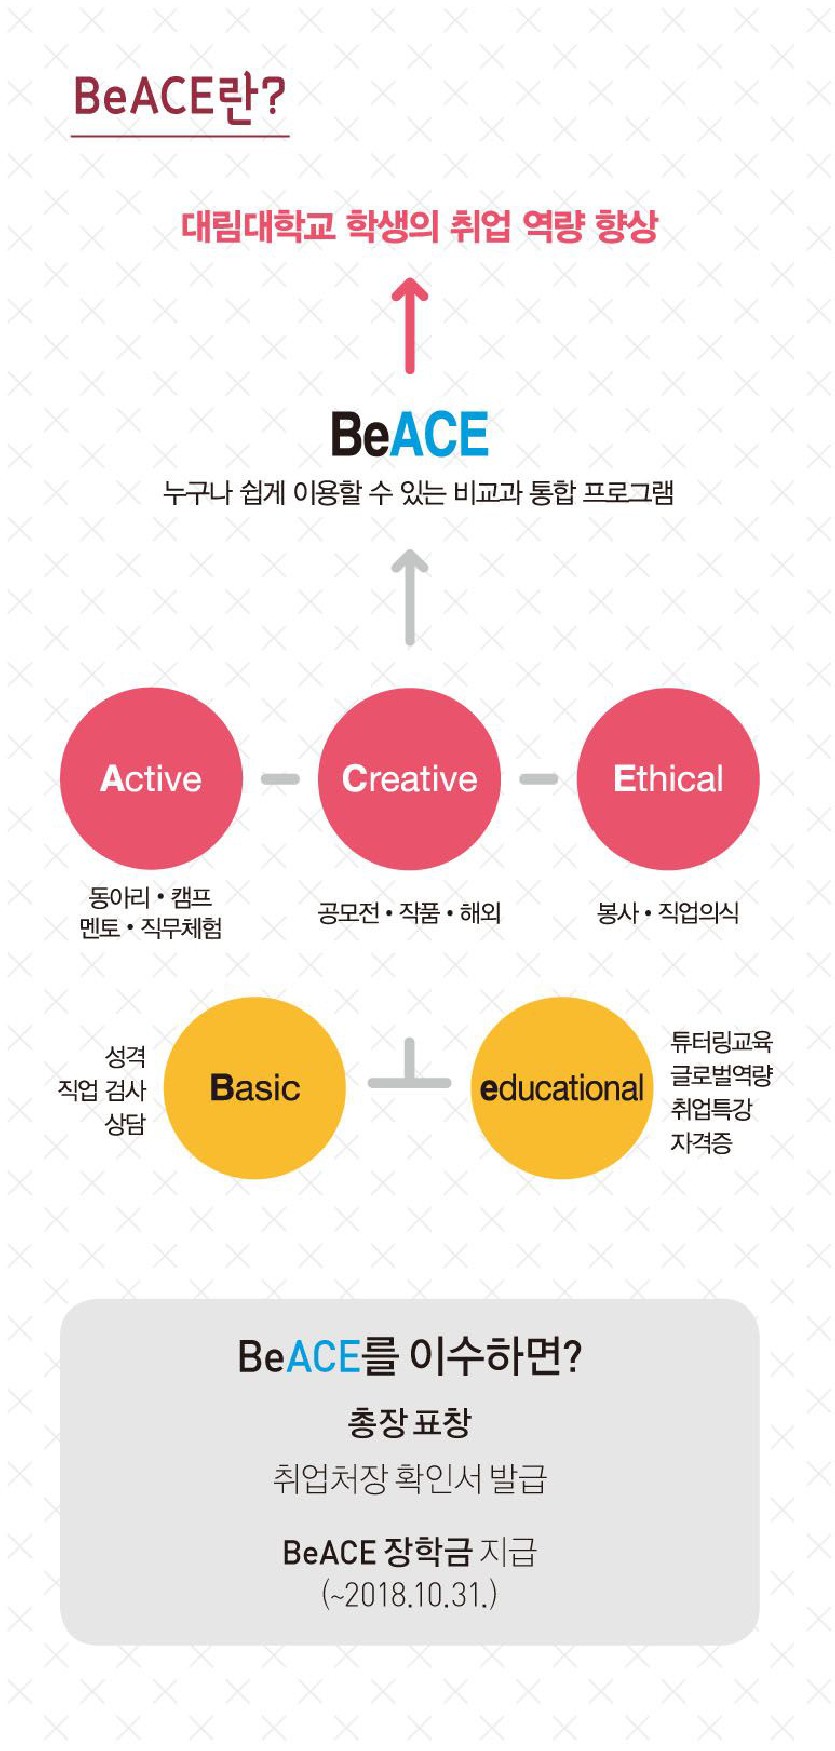 BeACE란?
대림대학교 학생의 취업 역량 향상
BeACE
누구나 쉽게 이용할 수 있는 비교과 통합 프로그램
Active
Creative
Ethical
동아리 • 캠프
멘토 • 직무체험
공모전 • 작품 • 해외
봉사 • 직업의식
성격
직업 검사
상담
Basic
educational
튜터링교육
글로벌역량
취업특강
자격증
BeACE를 이수하면?
총장 표창
취업처장 확인서 발급
BeACE 장학금 지급
(~2018.10.31.)